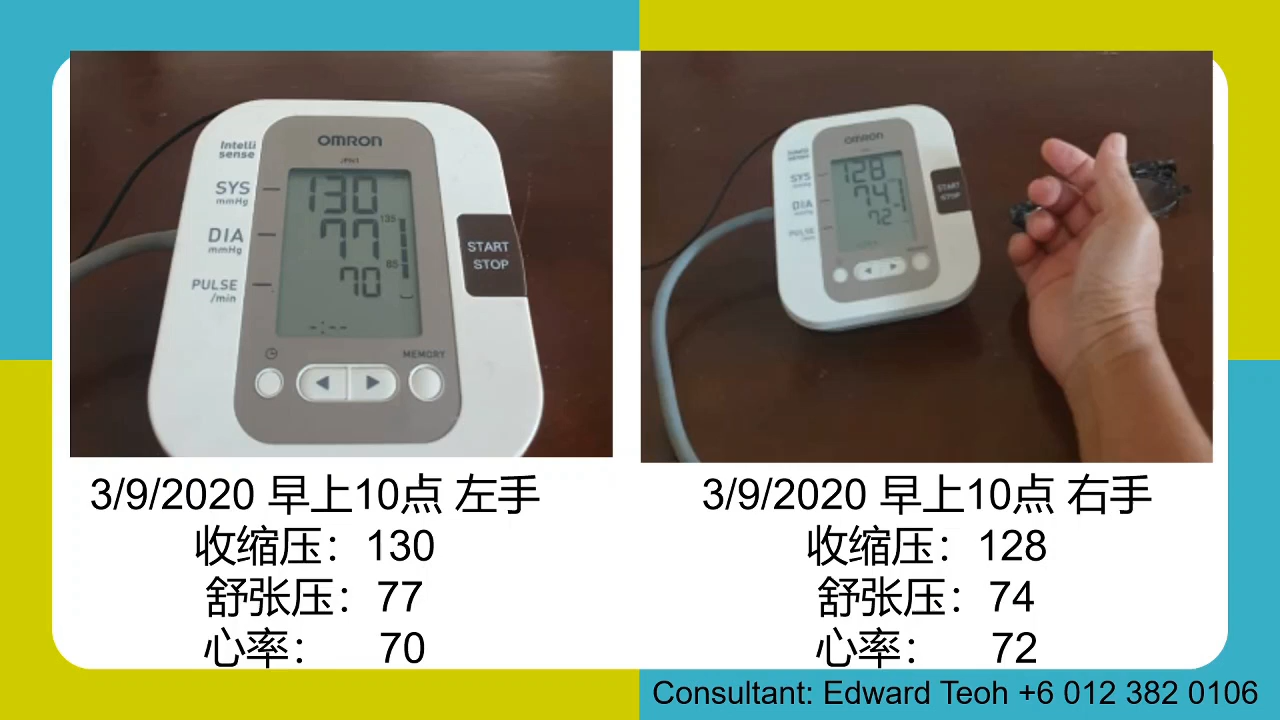 OMRON
Intelli
sense
JPN1
SYS
mmHg
130
135
DIA
mmHg
77
85
PULSE
/min
70
-:--
START
STOP
MEMORY
OMRON
SYS
128
DIA
74
PULSE
72
START
STOP
3/9/2020 早上10点 左手
收缩压：130
舒张压：77
心率： 70
3/9/2020 早上10点 右手
收缩压：128
舒张压：74
心率： 72
Consultant: Edward Teoh +6 012 382 0106